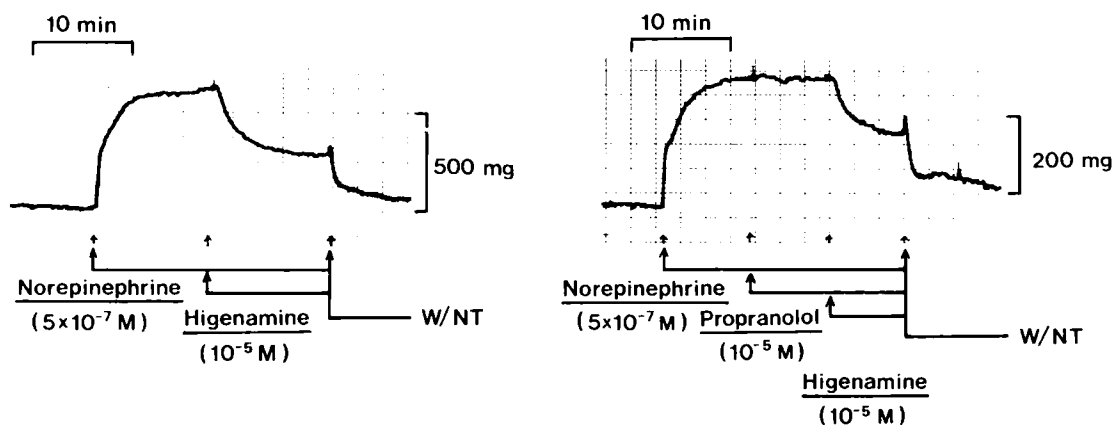 10 min
500 mg
Norepinephrine
(5×10⁻⁷ M)
Higenamine
(10⁻⁵ M)
W/NT
10 min
200 mg
Norepinephrine
(5×10⁻⁷ M)
Propranolol
(10⁻⁵ M)
W/NT
Higenamine
(10⁻⁵ M)